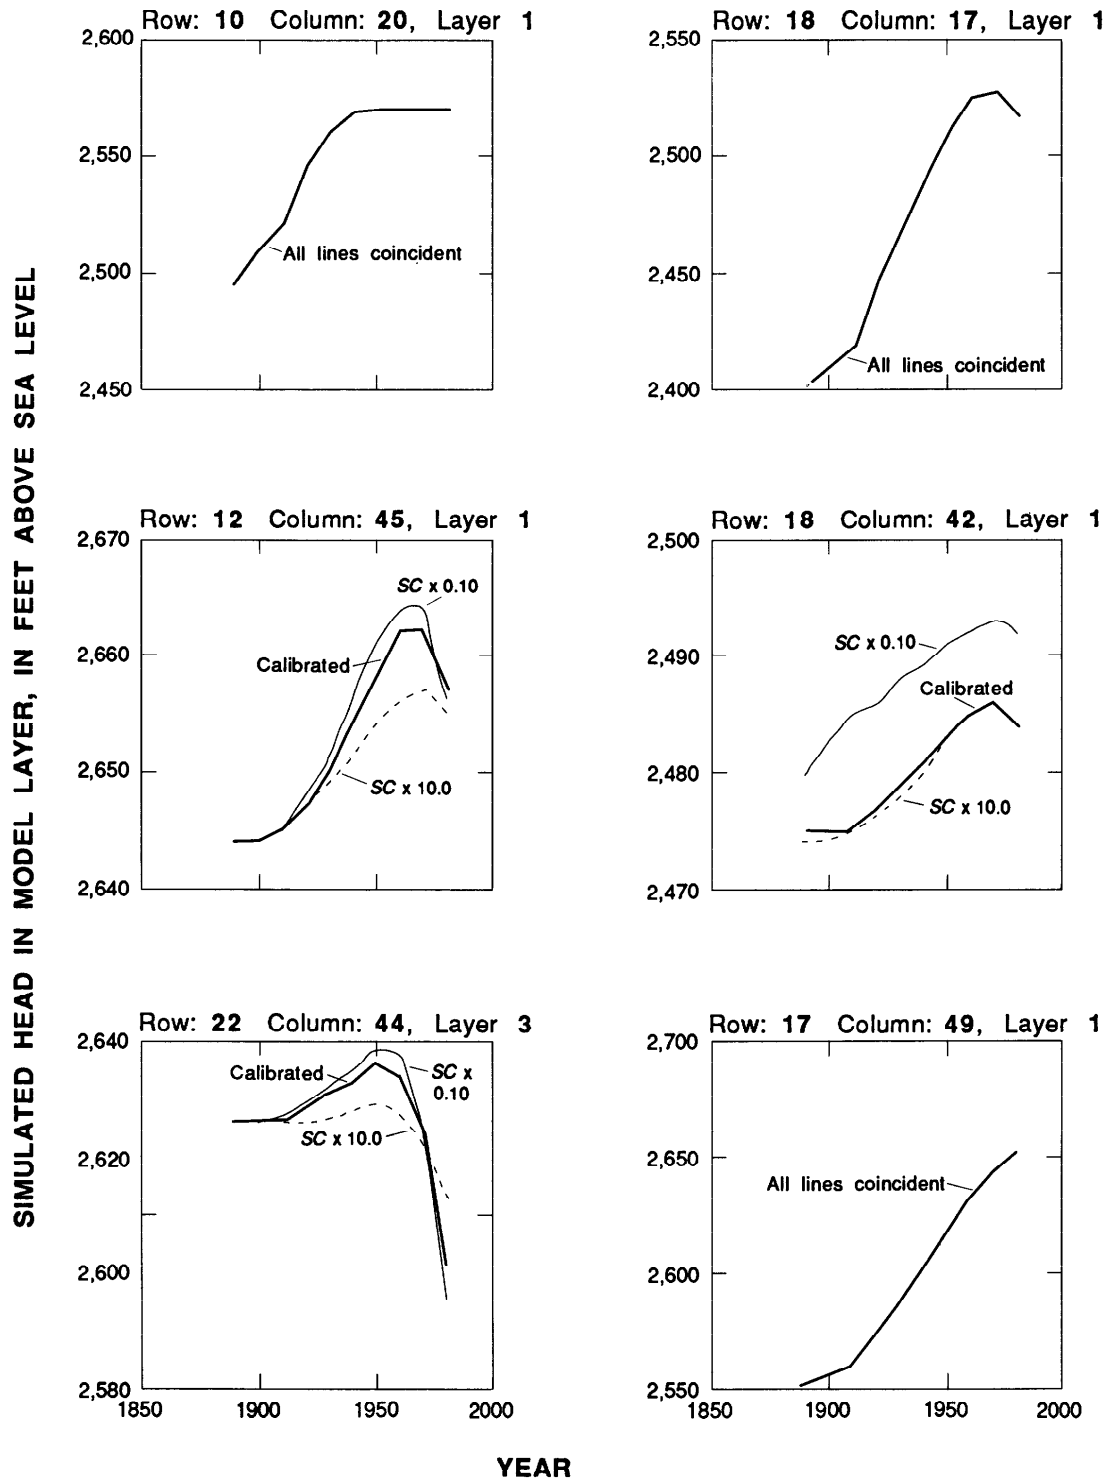 SIMULATED HEAD IN MODEL LAYER, IN FEET ABOVE SEA LEVEL
Row: 10 Column: 20, Layer 1
2,600
2,550
2,500
2,450
All lines coincident
Row: 18 Column: 17, Layer 1
2,550
2,500
2,450
2,400
All lines coincident
Row: 12 Column: 45, Layer 1
2,670
2,660
2,650
2,640
SC x 0.10
Calibrated
SC x 10.0
Row: 18 Column: 42, Layer 1
2,500
2,490
2,480
2,470
SC x 0.10
Calibrated
SC x 10.0
Row: 22 Column: 44, Layer 3
2,640
2,620
2,600
2,580
Calibrated
SC x
0.10
SC x 10.0
1850 1900 1950 2000
Row: 17 Column: 49, Layer 1
2,700
2,650
2,600
2,550
All lines coincident
1850 1900 1950 2000
YEAR